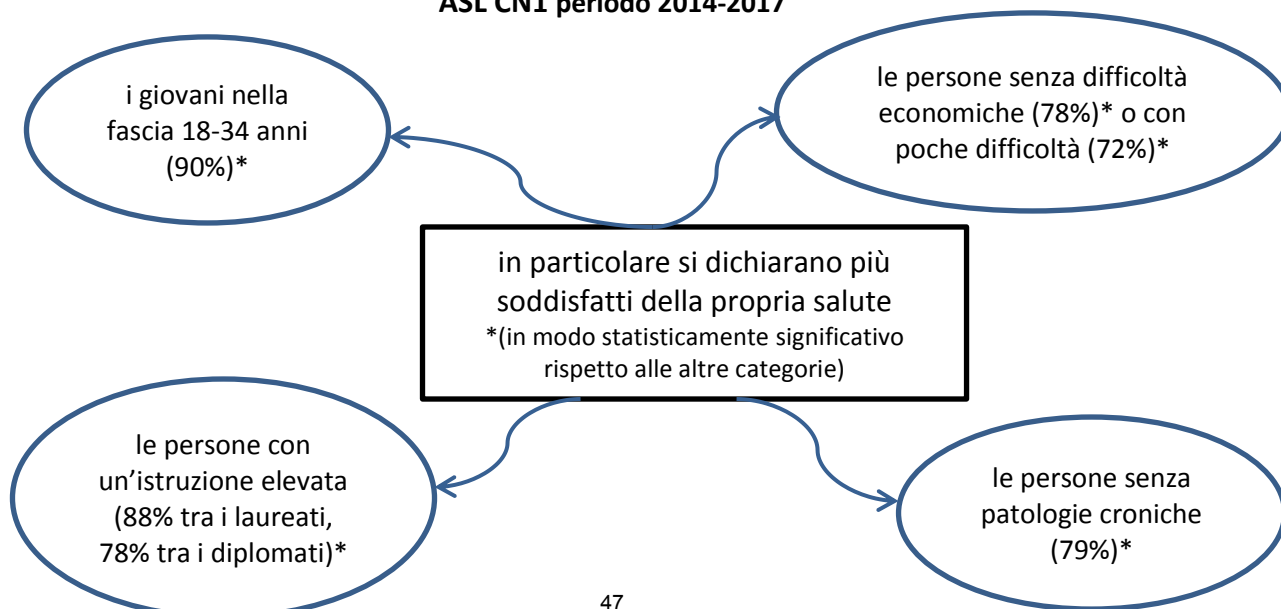 ASL CN1 periodo 2014-2017
i giovani nella
fascia 18-34 anni
(90%)*
le persone senza difficoltà
economiche (78%)* o con
poche difficoltà (72%)*
in particolare si dichiarano più
soddisfatti della propria salute
*(in modo statisticamente significativo
rispetto alle altre categorie)
le persone con
un’istruzione elevata
(88% tra i laureati,
78% tra i diplomati)*
le persone senza
patologie croniche
(79%)*
47